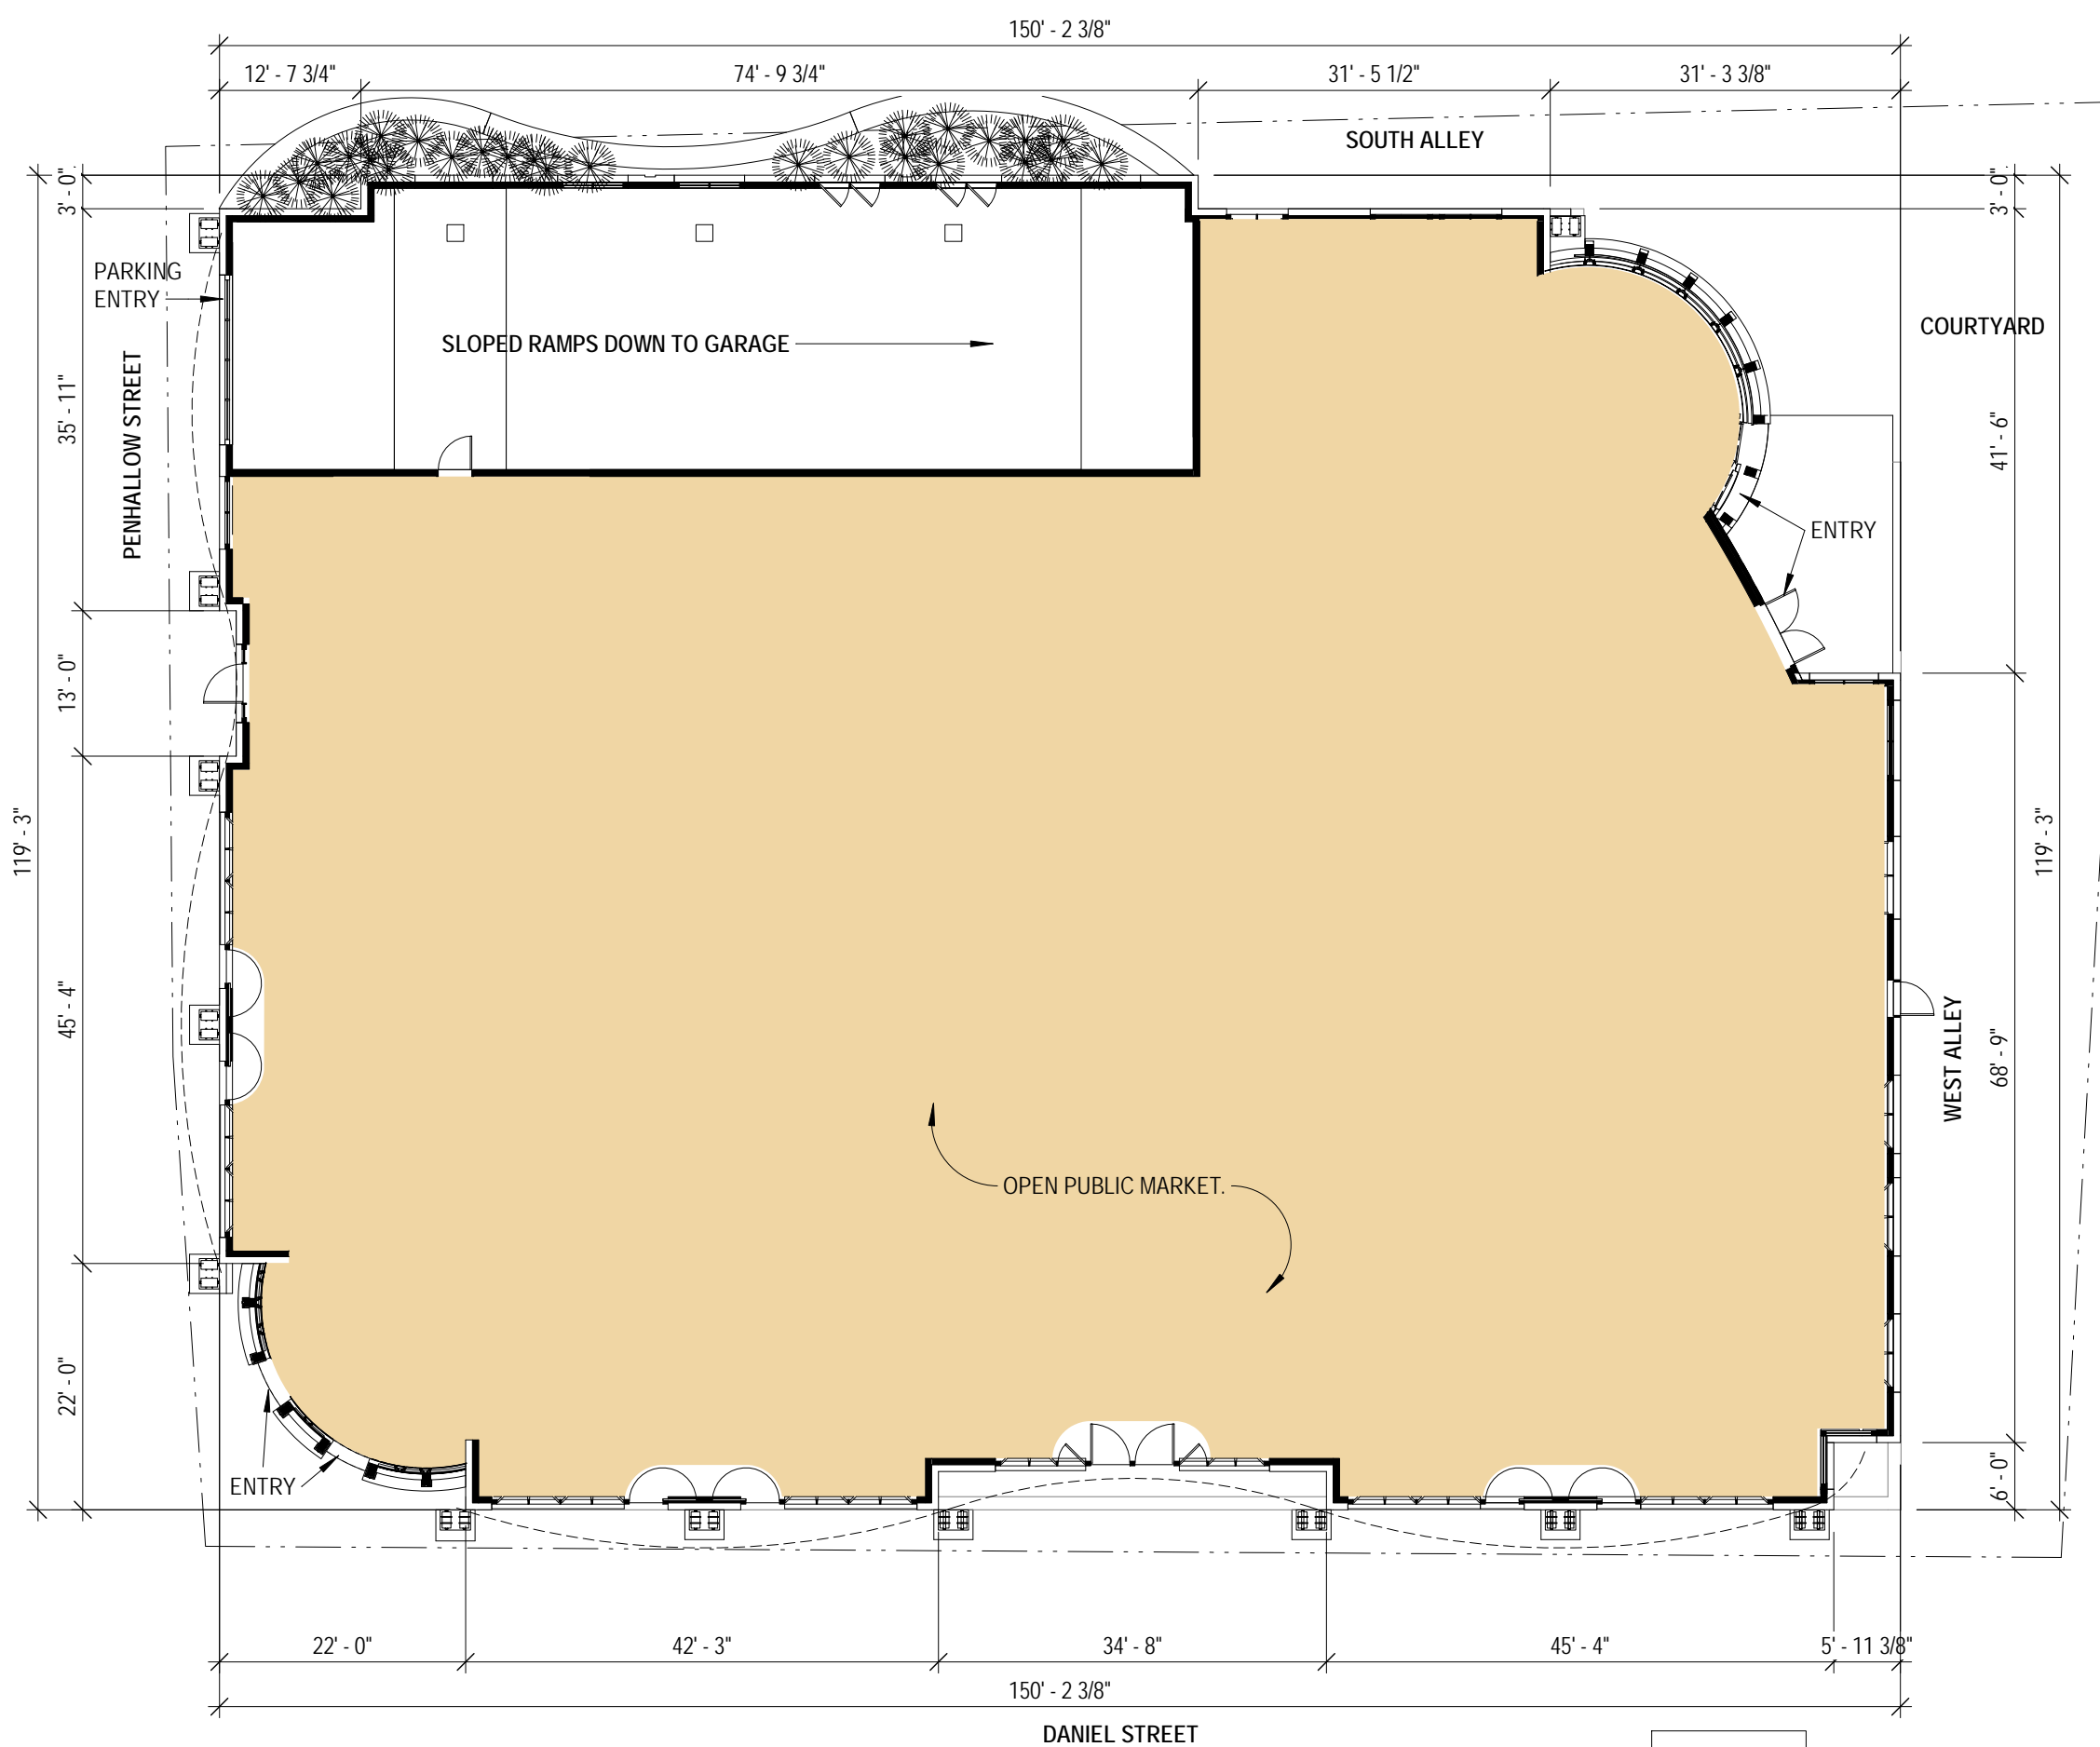 150' - 2 3/8"
12' - 7 3/4"
74' - 9 3/4"
31' - 5 1/2"
31' - 3 3/8"
SOUTH ALLEY
3' - 0"
3' - 0"
PARKING
ENTRY
SLOPED RAMPS DOWN TO GARAGE
COURTYARD
PENHALLOW STREET
35' - 11"
41' - 6"
ENTRY
13' - 0"
119' - 3"
119' - 3"
45' - 4"
WEST ALLEY
68' - 9"
OPEN PUBLIC MARKET.
22' - 0"
ENTRY
6' - 0"
22' - 0"
42' - 3"
34' - 8"
45' - 4"
5' - 11 3/8"
150' - 2 3/8"
DANIEL STREET